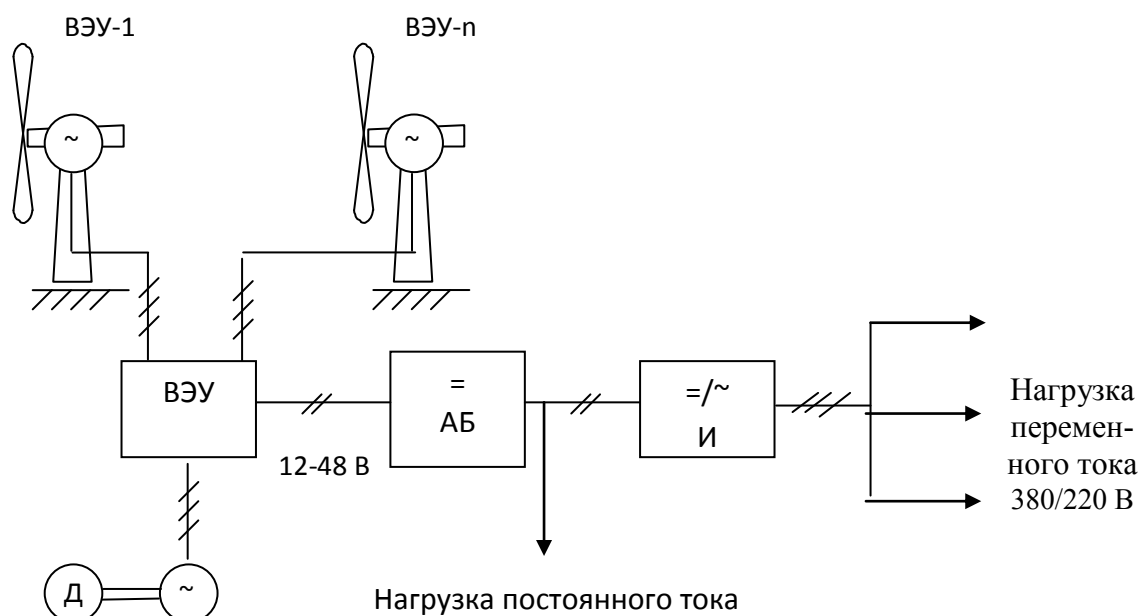 ВЭУ-1
ВЭУ-n
~
~
ВЭУ
=
АБ
=/~
И
12-48 В
Нагрузка
перемен-
ного тока
380/220 В
Д
~
Нагрузка постоянного тока